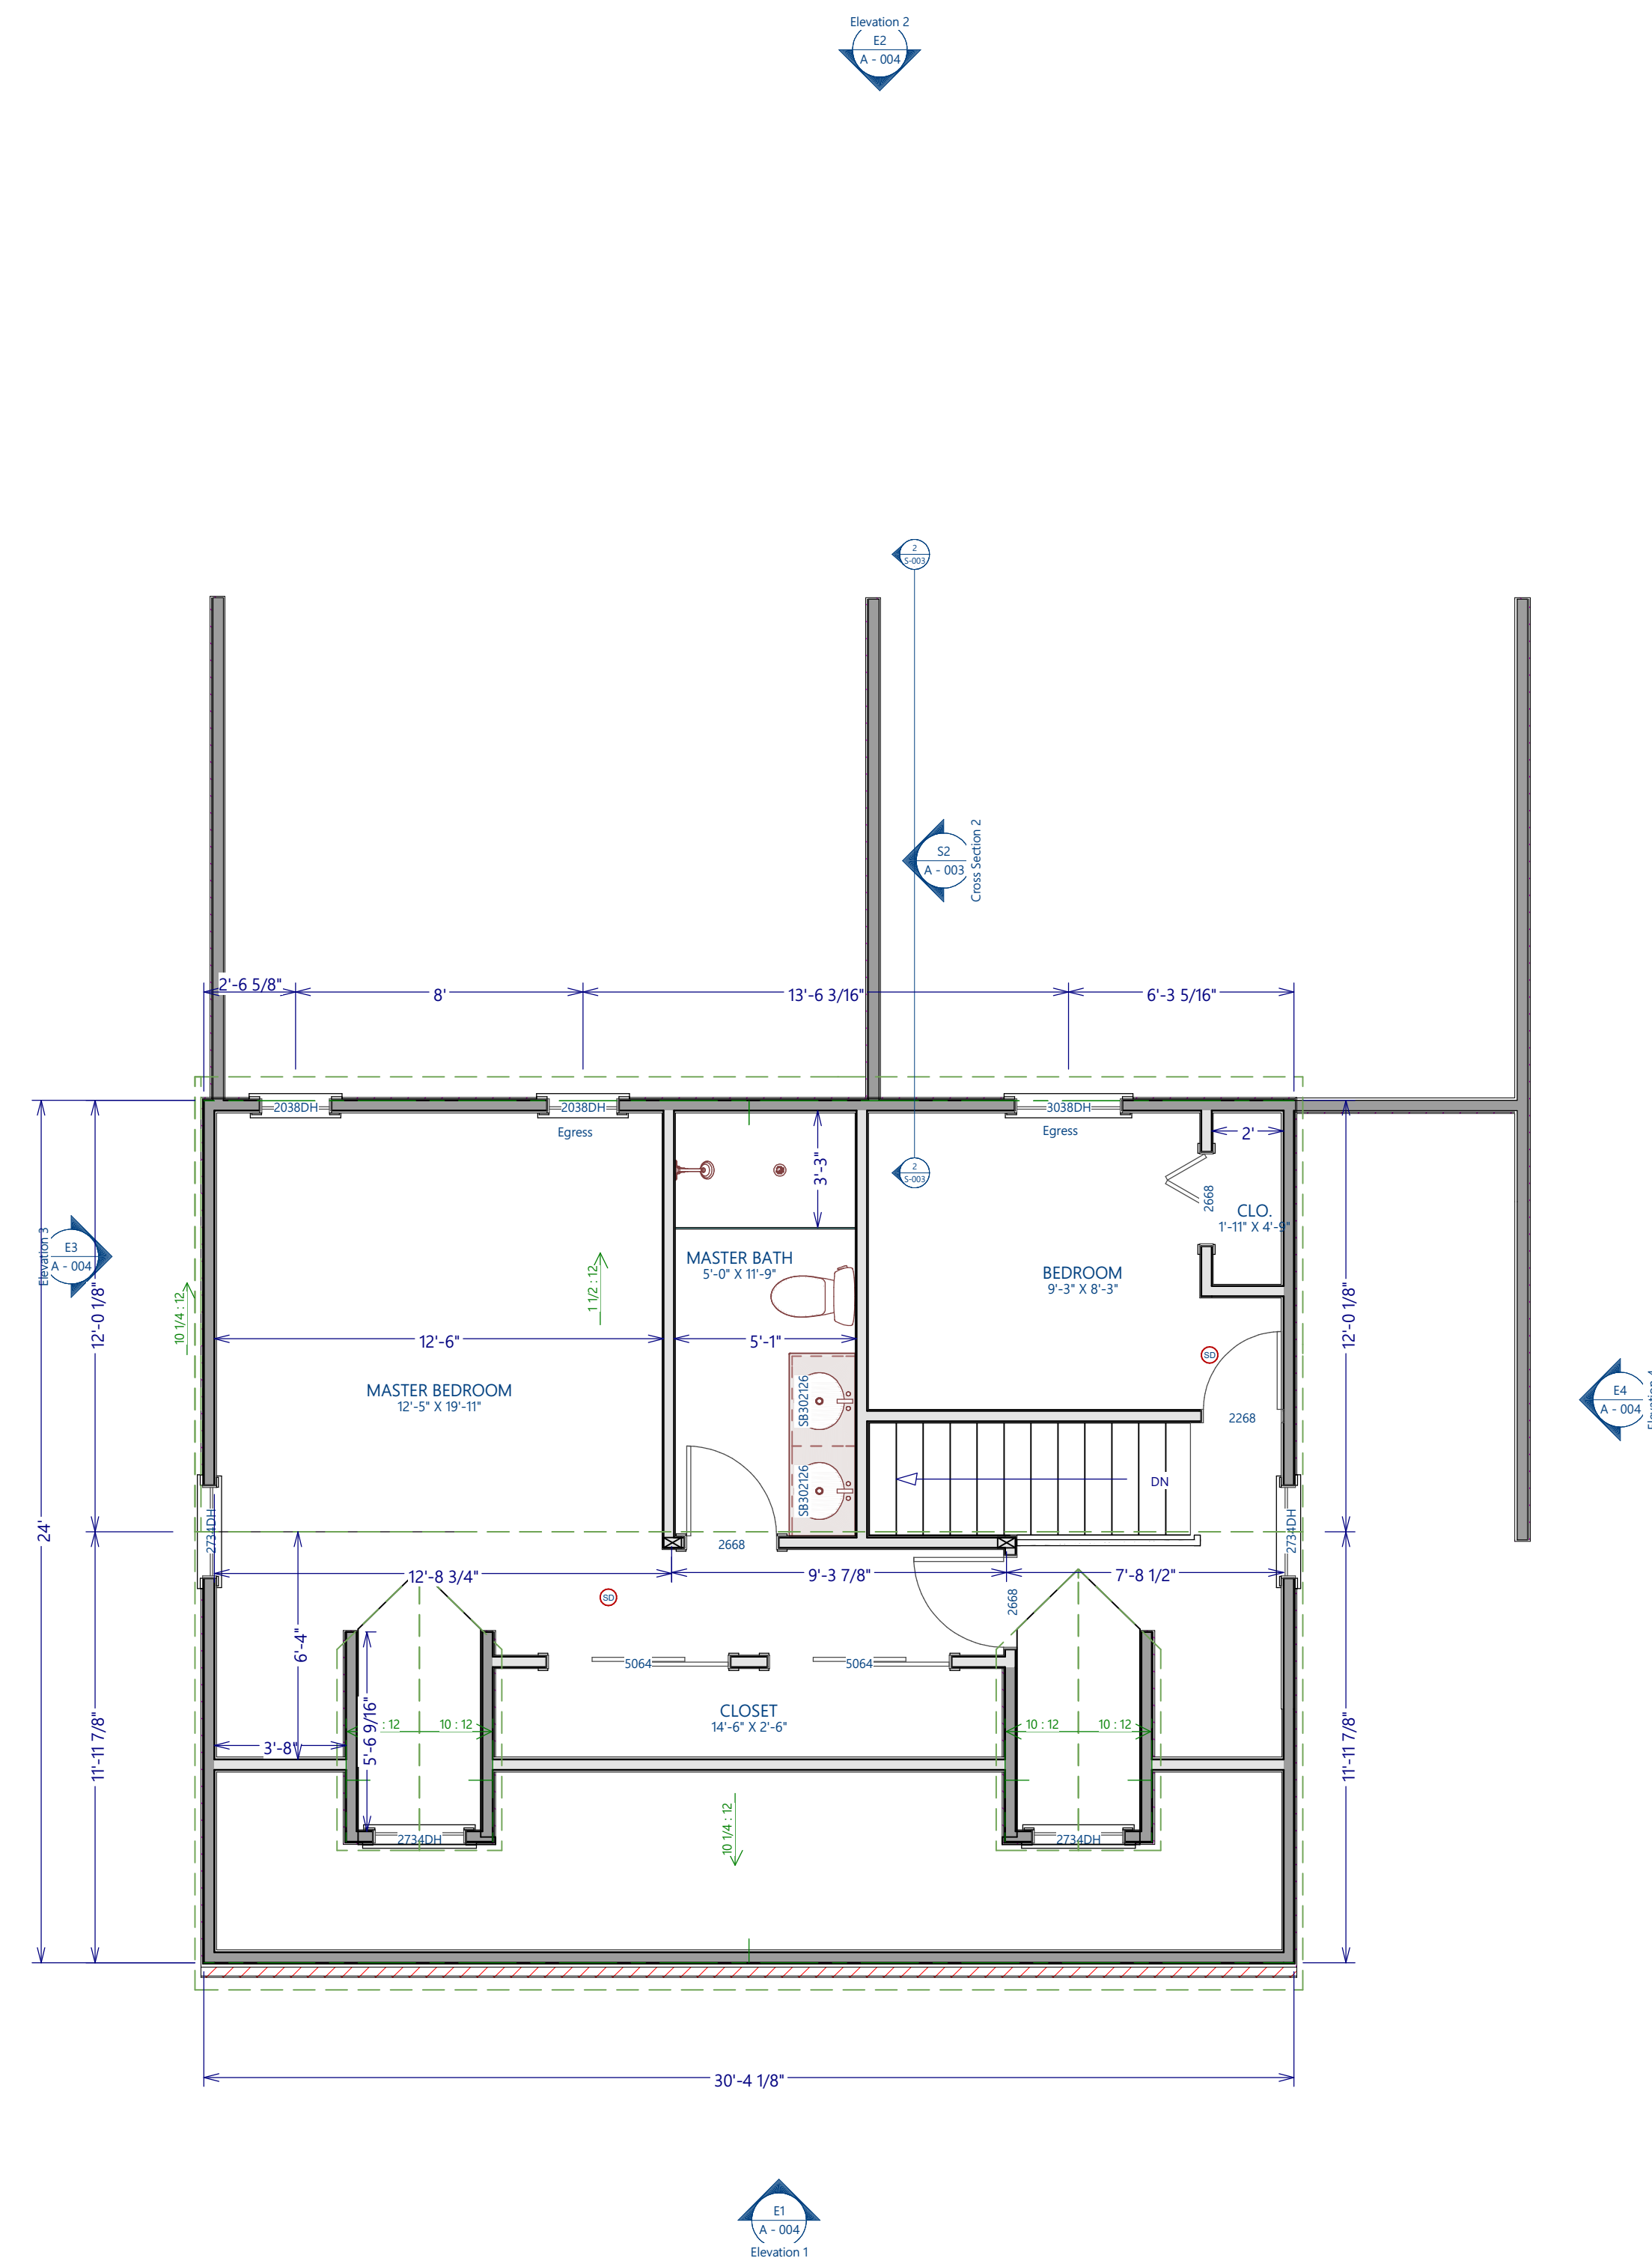 Elevation 2
E2
A - 004
2
S-003
S2
A - 003
Cross Section 2
2'-6 5/8"
8'
13'-6 3/16"
6'-3 5/16"
2038DH
2038DH
3038DH
Egress
Egress
2'
3'-3"
2
S-003
2668
CLO.
1'-11" X 4'-9"
Elevation 3
E3
A - 004
12'-0 1/8"
10 1/4 : 12
1 1/2 : 12
MASTER BATH
5'-0" X 11'-9"
BEDROOM
9'-3" X 8'-3"
12'-0 1/8"
12'-6"
5'-1"
SD
MASTER BEDROOM
12'-5" X 19'-11"
SB302126
2268
E4
A - 004
DN
SB302126
24'
2734DH
2734DH
2668
12'-8 3/4"
9'-3 7/8"
7'-8 1/2"
SD
2668
6'-4"
5064
5064
CLOSET
14'-6" X 2'-6"
: 12
10 : 12
10 : 12
10 : 12
3'-8"
5'-6 9/16"
11'-11 7/8"
11'-11 7/8"
10 1/4 : 12
2734DH
2734DH
30'-4 1/8"
E1
A - 004
Elevation 1